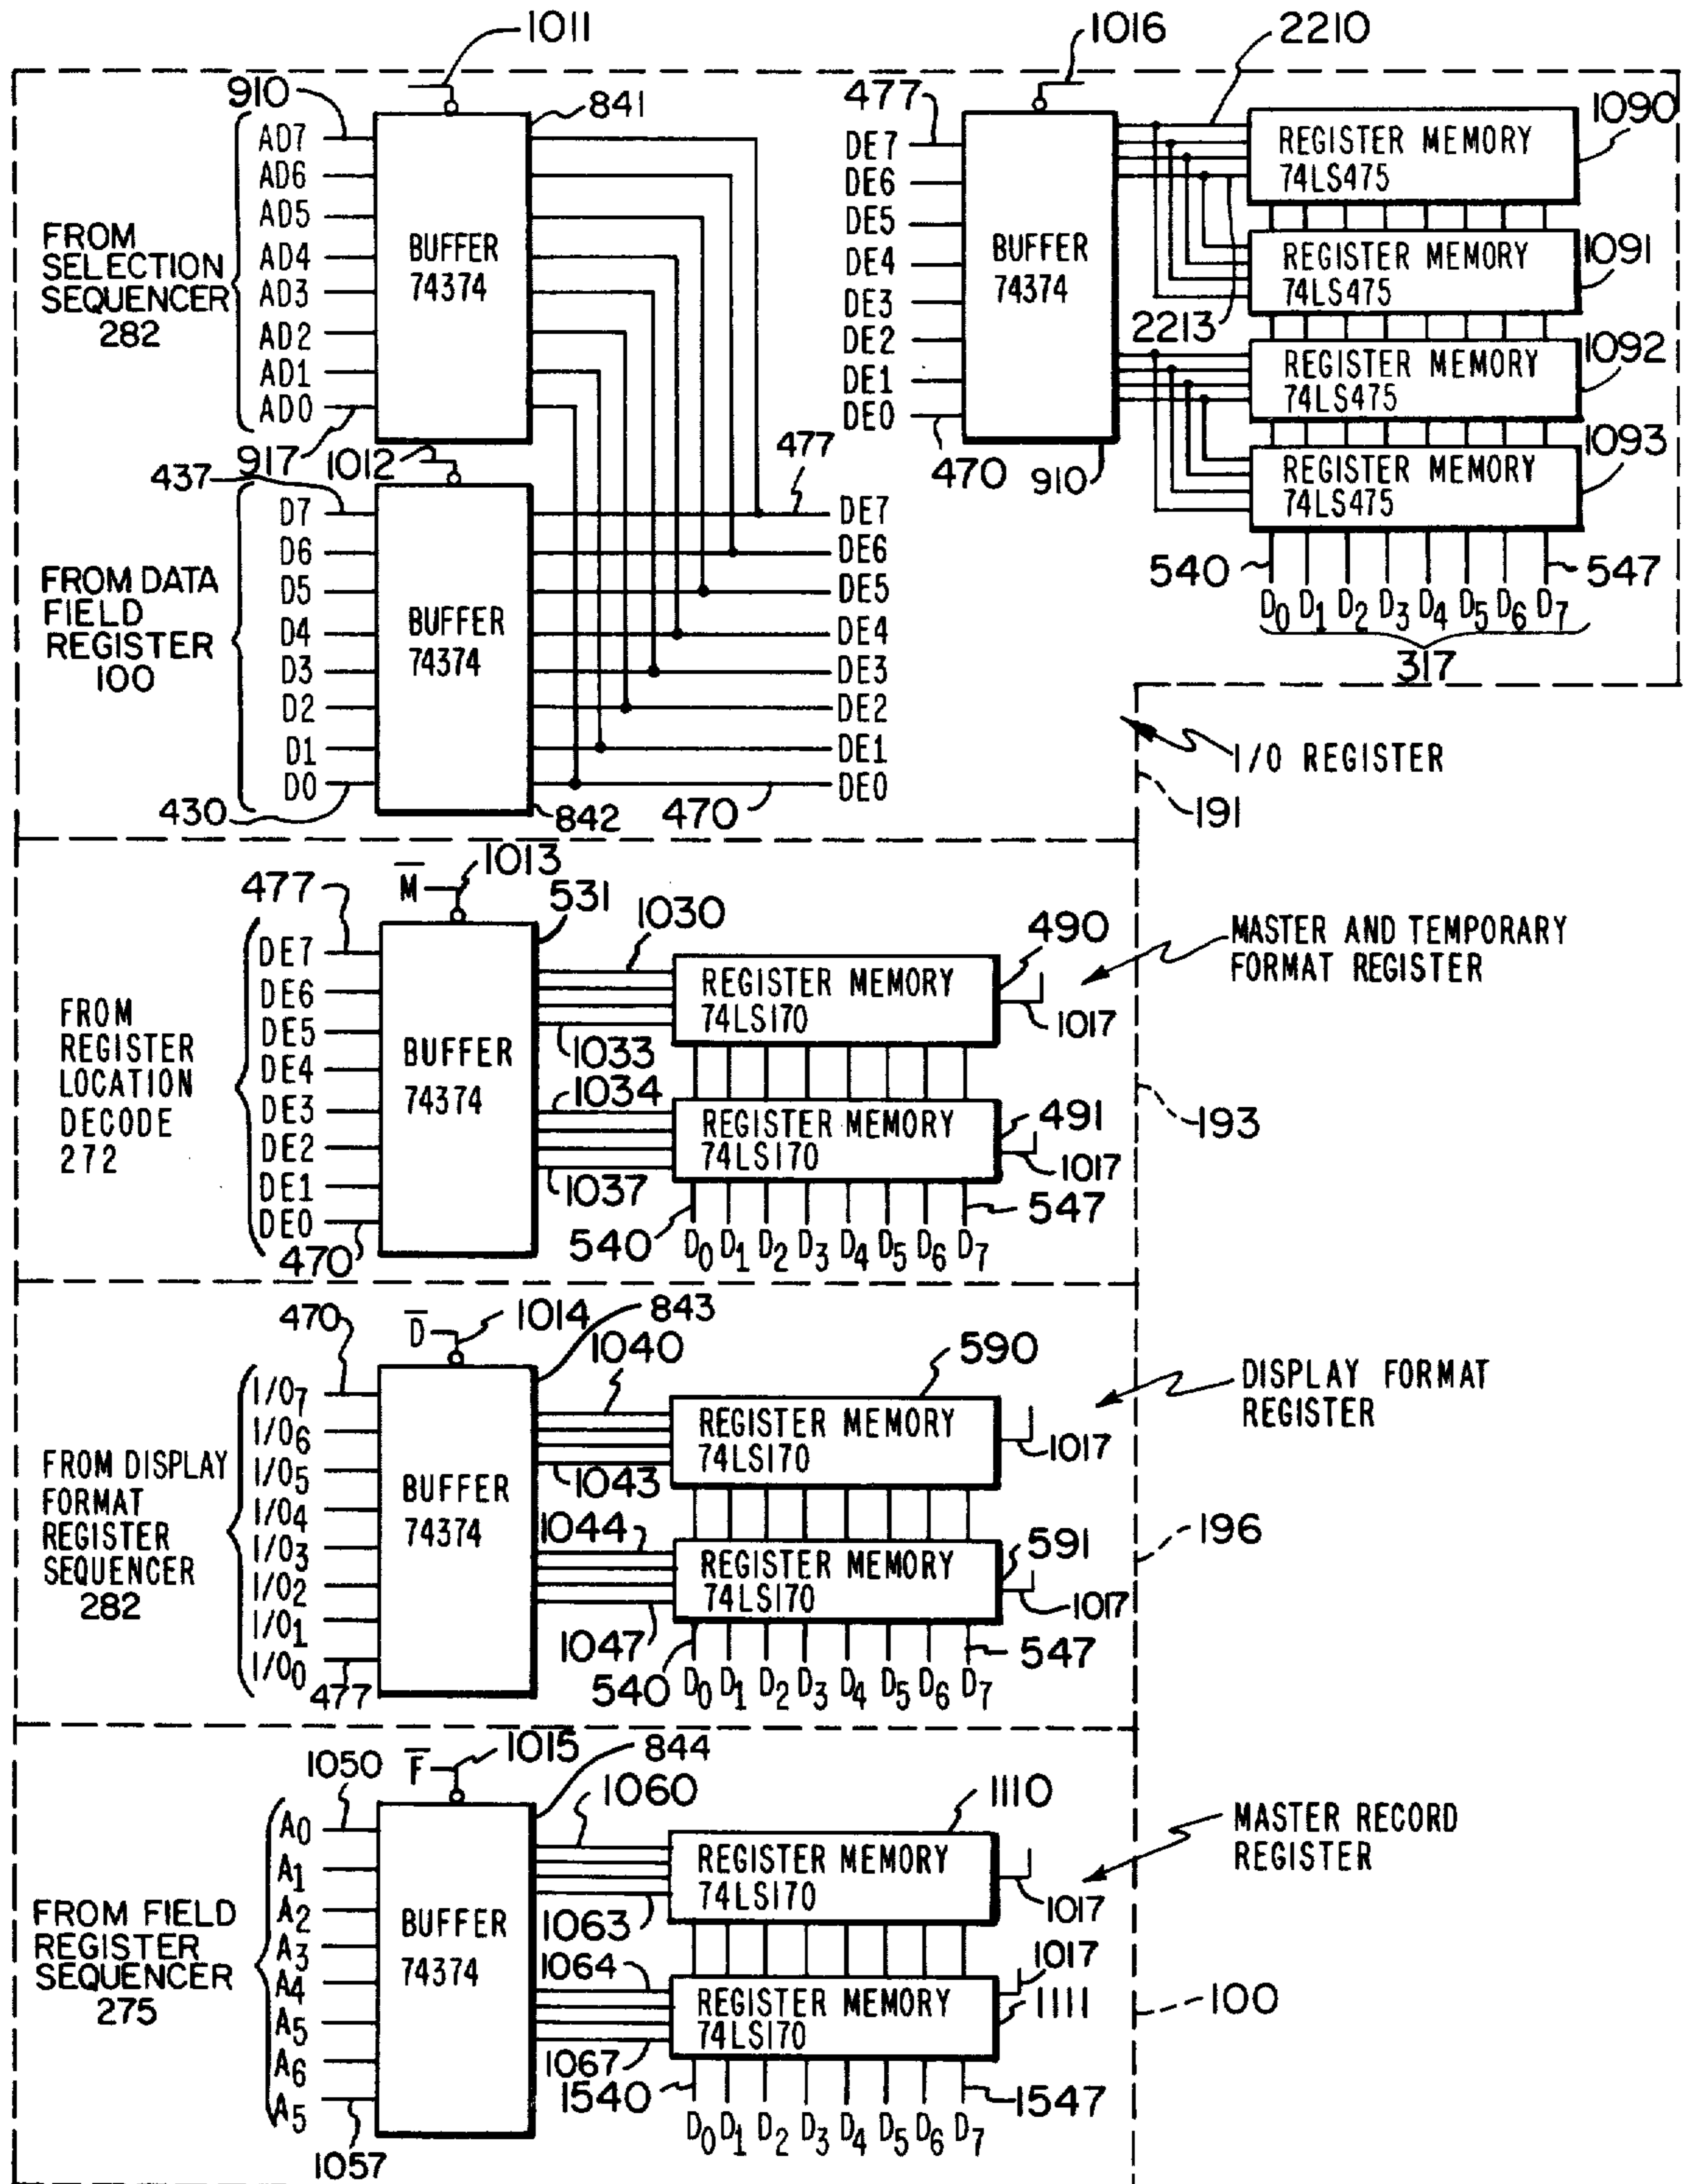 1011
1016
2210
910
841
477
1090
AD7
AD6
AD5
AD4
AD3
AD2
AD1
AD0
FROM
SELECTION
SEQUENCER
282
BUFFER
74374
917
1012
DE7
DE6
DE5
DE4
DE3
DE2
DE1
DE0
BUFFER
74374
470
910
REGISTER MEMORY
74LS475
REGISTER MEMORY
74LS475
1091
2213
1092
REGISTER MEMORY
74LS475
1093
REGISTER MEMORY
74LS475
540
547
D0 D1 D2 D3 D4 D5 D6 D7
317
437
D7
D6
D5
D4
D3
D2
D1
D0
FROM DATA
FIELD
REGISTER
100
BUFFER
74374
477
DE7
DE6
DE5
DE4
DE3
DE2
DE1
DE0
430
842
470
I/O REGISTER
191
M
1013
477
531
1030
490
MASTER AND TEMPORARY
FORMAT REGISTER
DE7
DE6
DE5
DE4
DE3
DE2
DE1
DE0
FROM
REGISTER
LOCATION
DECODE
272
BUFFER
74374
REGISTER MEMORY
74LS170
1017
1033
1034
491
193
REGISTER MEMORY
74LS170
1017
1037
470
540
547
D0 D1 D2 D3 D4 D5 D6 D7
470
D
1014
843
1040
590
DISPLAY FORMAT
REGISTER
I/O7
I/O6
I/O5
I/O4
I/O3
I/O2
I/O1
I/O0
FROM DISPLAY
FORMAT
REGISTER
SEQUENCER
282
BUFFER
74374
REGISTER MEMORY
74LS170
1017
1043
1044
591
196
REGISTER MEMORY
74LS170
1017
1047
477
540
547
D0 D1 D2 D3 D4 D5 D6 D7
1050
F
1015
844
1060
1110
MASTER RECORD
REGISTER
A0
A1
A2
A3
A4
A5
A6
A5
FROM FIELD
REGISTER
SEQUENCER
275
BUFFER
74374
REGISTER MEMORY
74LS170
1017
1063
1064
1017
1111
100
REGISTER MEMORY
74LS170
1067
1540
1547
1057
D0 D1 D2 D3 D4 D5 D6 D7